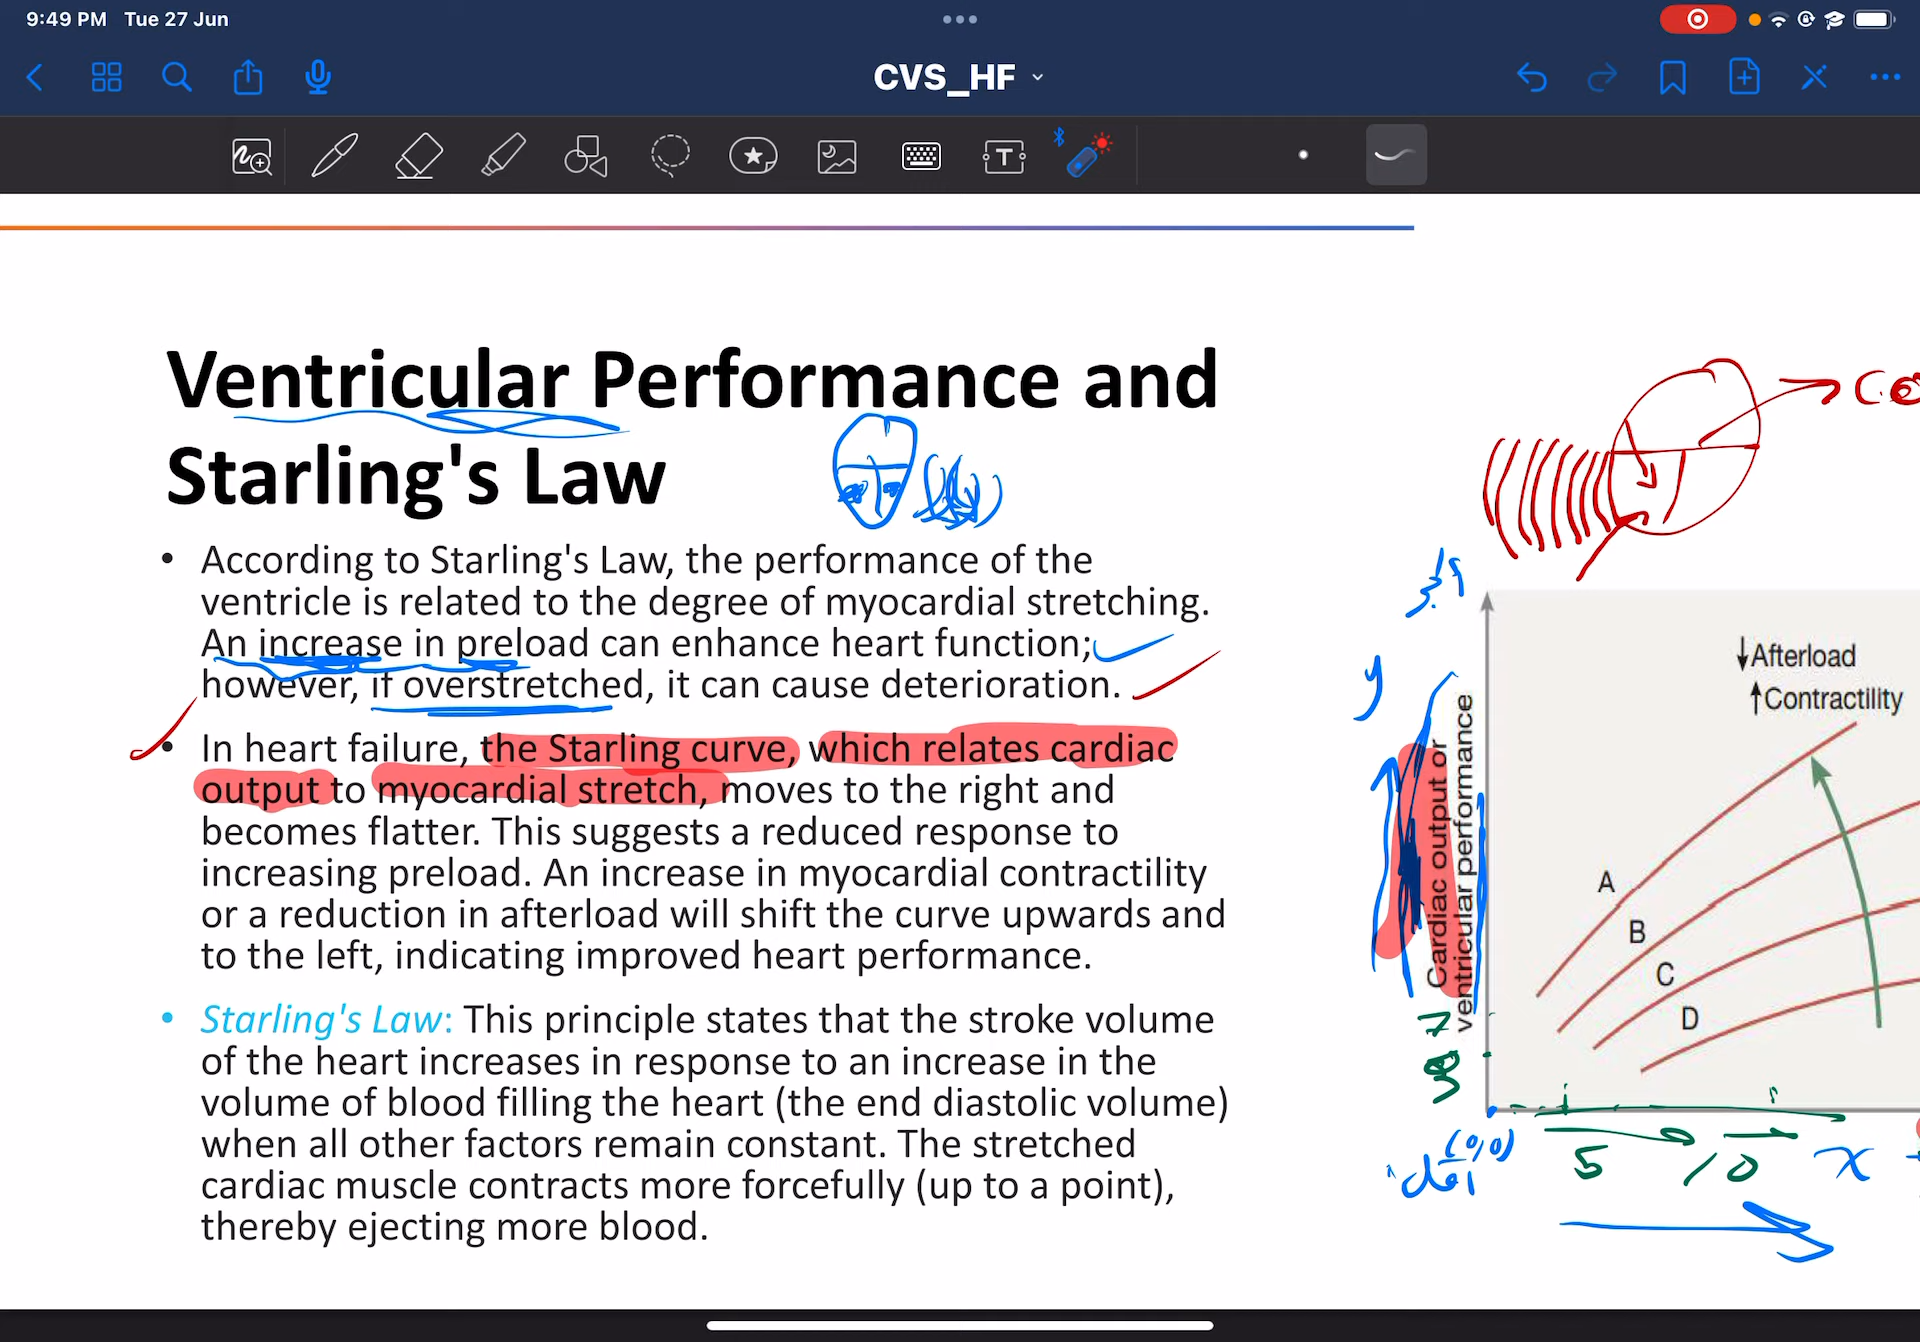 9:49 PM Tue 27 Jun
CVS_HF
T
Ventricular Performance and
Starling's Law
• According to Starling's Law, the performance of the
ventricle is related to the degree of myocardial stretching.
An increase in preload can enhance heart function;
however, if overstretched, it can cause deterioration.
• In heart failure, the Starling curve, which relates cardiac
output to myocardial stretch, moves to the right and
becomes flatter. This suggests a reduced response to
increasing preload. An increase in myocardial contractility
or a reduction in afterload will shift the curve upwards and
to the left, indicating improved heart performance.
• Starling's Law: This principle states that the stroke volume
of the heart increases in response to an increase in the
volume of blood filling the heart (the end diastolic volume)
when all other factors remain constant. The stretched
cardiac muscle contracts more forcefully (up to a point),
thereby ejecting more blood.
y
Cardiac output or
ventricular performance
↓Afterload
↑Contractility
A
B
C
D
7
(0,0)
5
10
x